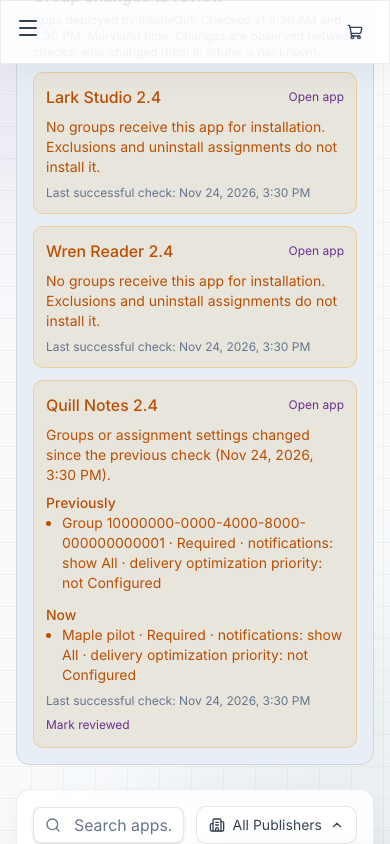 Group changes to review
Apps deployed by IntuneGet. Checked at 3:30 AM and
3:30 PM, Maryland time. Changes are observed between
checks; who changed them in Intune is not known.
Lark Studio 2.4
Open app
No groups receive this app for installation.
Exclusions and uninstall assignments do not
install it.
Last successful check: Nov 24, 2026, 3:30 PM
Wren Reader 2.4
Open app
No groups receive this app for installation.
Exclusions and uninstall assignments do not
install it.
Last successful check: Nov 24, 2026, 3:30 PM
Quill Notes 2.4
Open app
Groups or assignment settings changed
since the previous check (Nov 24, 2026,
3:30 PM).
Previously
• Group 10000000-0000-4000-8000-
000000000001 · Required · notifications:
show All · delivery optimization priority:
not Configured
Now
• Maple pilot · Required · notifications: show
All · delivery optimization priority: not
Configured
Last successful check: Nov 24, 2026, 3:30 PM
Mark reviewed
Search apps.
All Publishers